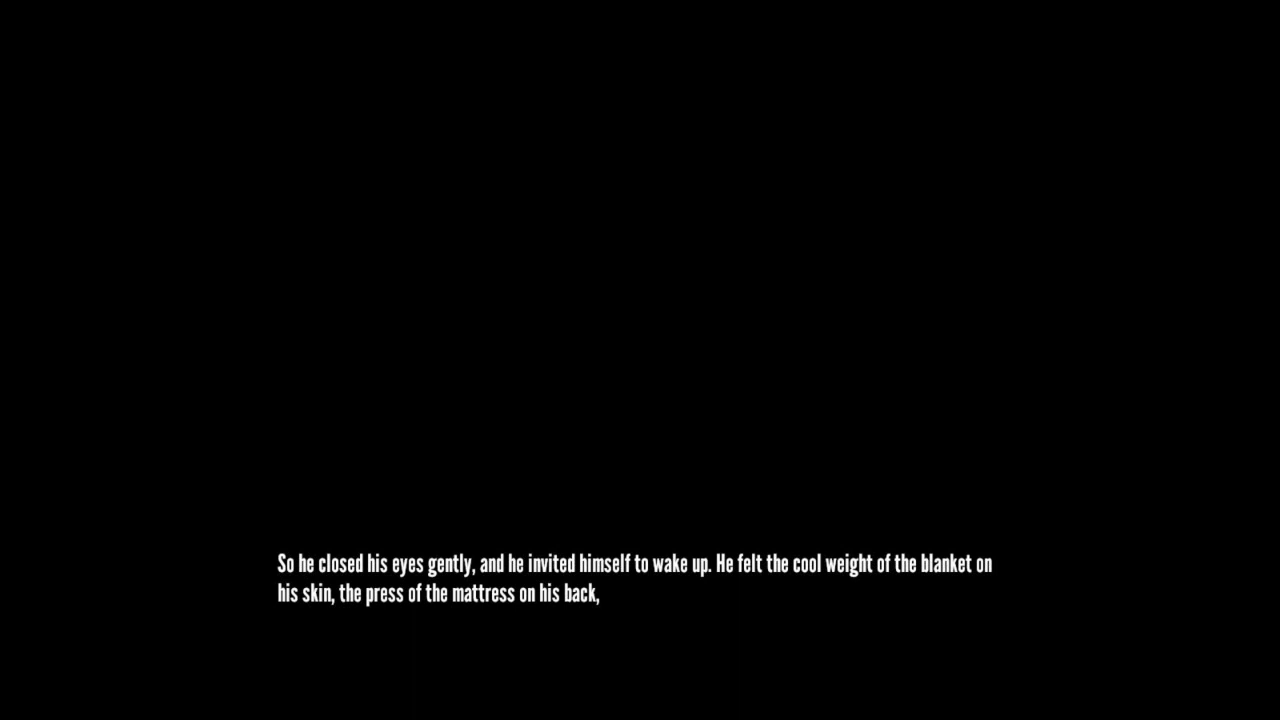 So he closed his eyes gently, and he invited himself to wake up. He felt the cool weight of the blanket on
his skin, the press of the mattress on his back,